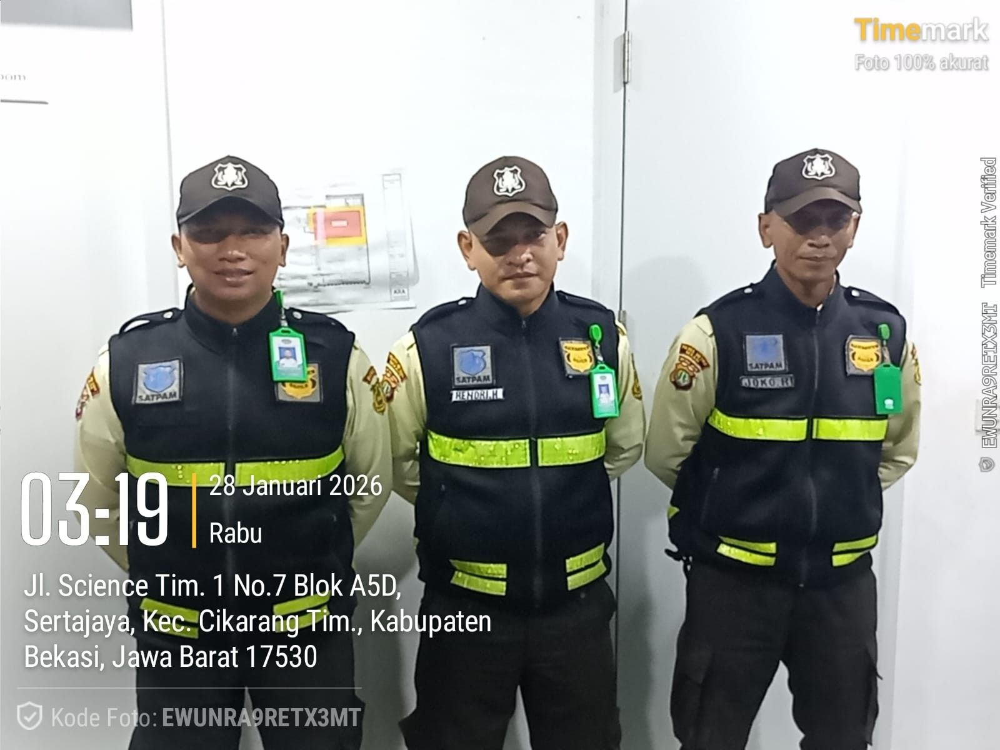 Timemark
Foto 100% akurat
oom
ARA
SATPAM
SATPAM
HENDRI.H
SATPAM
JOKO.R
03:19
28 Januari 2026
Rabu
Jl. Science Tim. 1 No.7 Blok A5D,
Sertajaya, Kec. Cikarang Tim., Kabupaten
Bekasi, Jawa Barat 17530
Kode Foto: EWUNRA9RETX3MT
EWUNRA9RETX3MT Timemark Verified